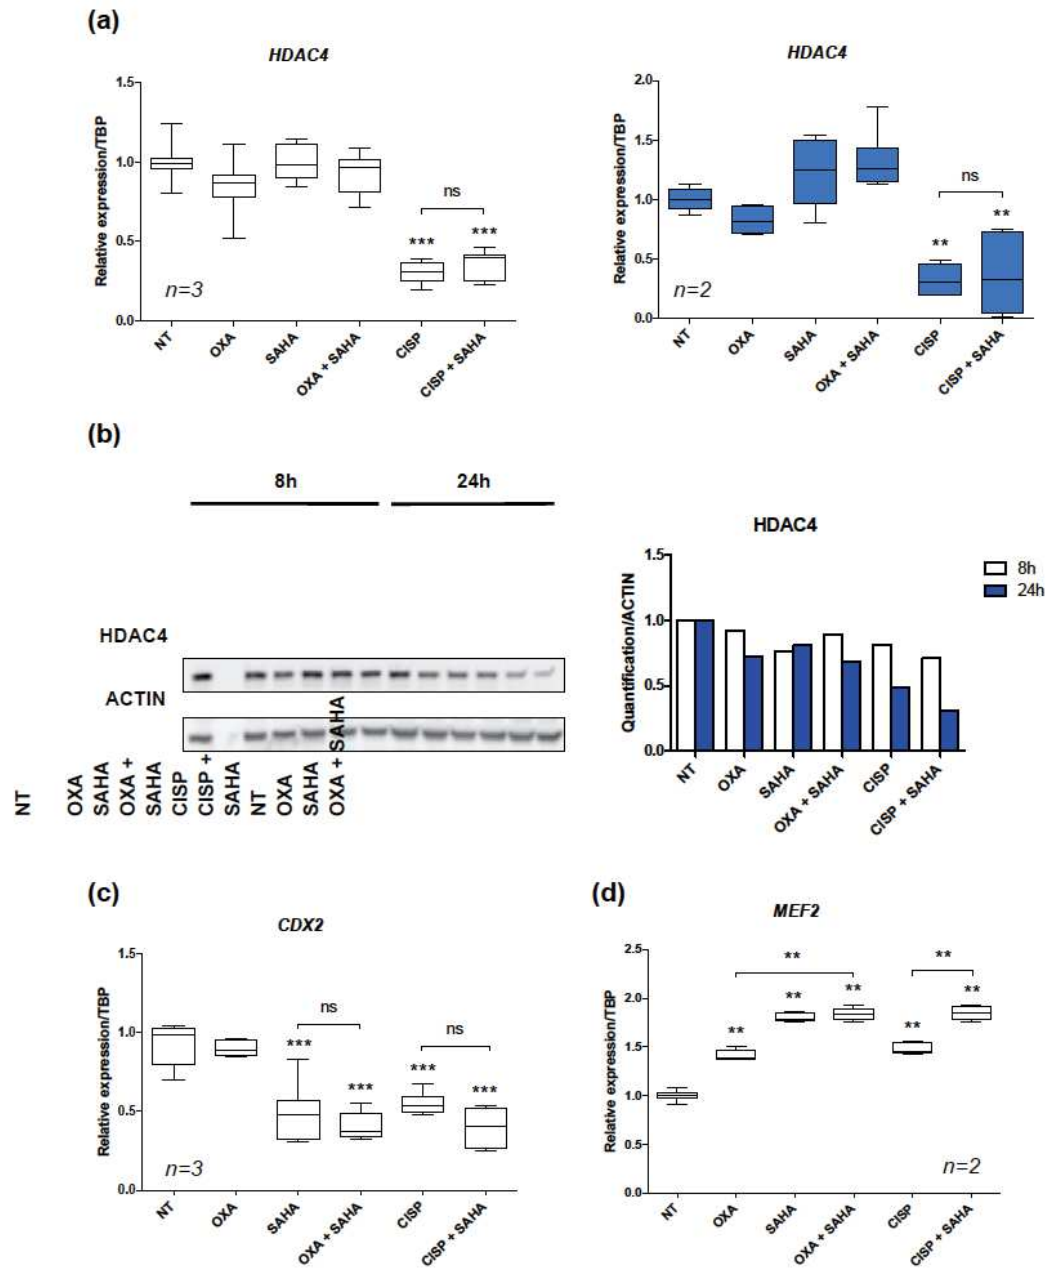 (a)
HDAC4
Relative expression/TBP
1.5
1.0
0.5
0.0
ns
***
***
n=3
NT
OXA
SAHA
OXA + SAHA
CISP
CISP + SAHA
HDAC4
Relative expression/TBP
2.0
1.5
1.0
0.5
0.0
ns
**
**
n=2
NT
OXA
SAHA
OXA + SAHA
CISP
CISP + SAHA
(b)
8h
24h
HDAC4
ACTIN
NT
OXA
SAHA
OXA +
SAHA
CISP
CISP +
SAHA
NT
OXA
SAHA
OXA + SAHA
HDAC4
Quantification/ACTIN
1.5
1.0
0.5
0.0
8h
24h
NT
OXA
SAHA
OXA + SAHA
CISP
CISP + SAHA
(c)
CDX2
Relative expression/TBP
1.5
1.0
0.5
0.0
ns
ns
***
***
***
***
n=3
NT
OXA
SAHA
OXA + SAHA
CISP
CISP + SAHA
(d)
MEF2
Relative expression/TBP
2.5
2.0
1.5
1.0
0.5
0.0
**
**
**
**
**
**
**
n=2
NT
OXA
SAHA
OXA + SAHA
CISP
CISP + SAHA